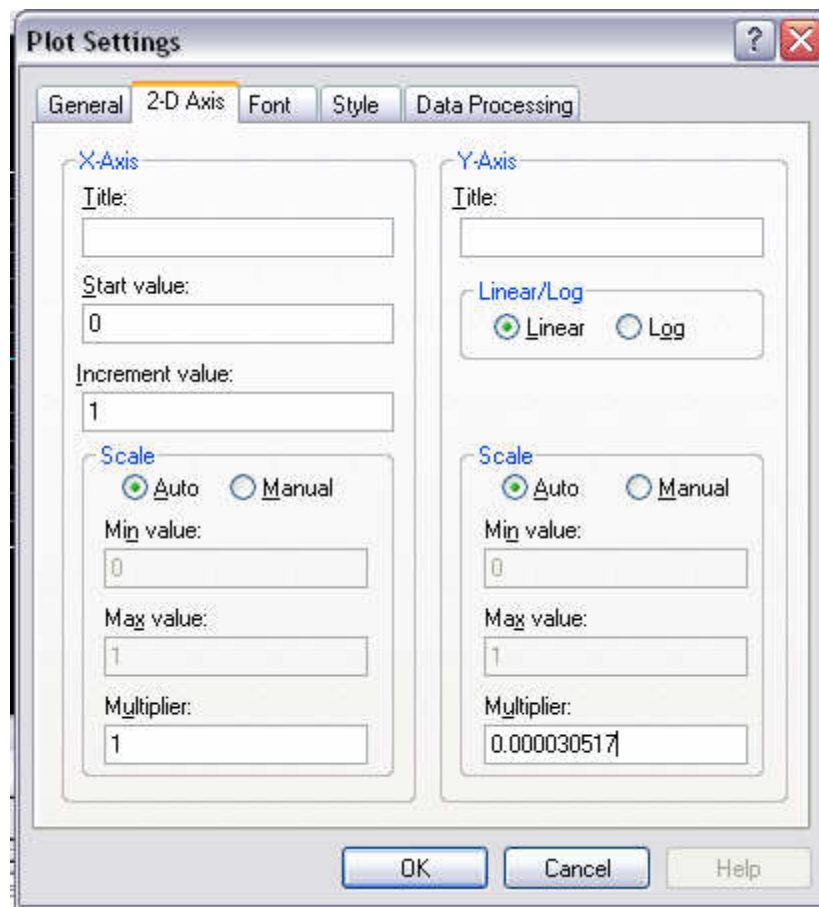 Plot Settings
General 2-D Axis Font Style Data Processing
X-Axis
Title:
Start value:
0
Increment value:
1
Scale
Auto Manual
Min value:
0
Max value:
1
Multiplier:
1
Y-Axis
Title:
Linear/Log
Linear Log
Scale
Auto Manual
Min value:
0
Max value:
1
Multiplier:
0.000030517
OK Cancel Help